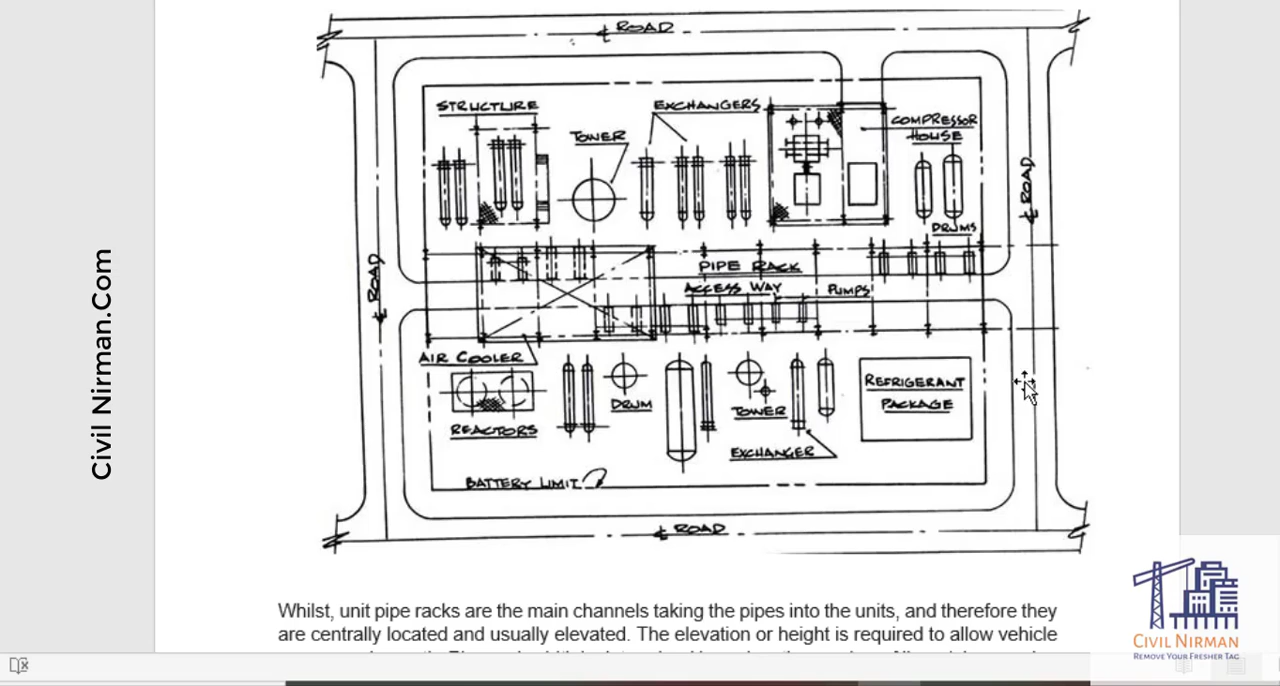 Civil Nirman.Com
℄ ROAD
STRUCTURE
EXCHANGERS
TOWER
COMPRESSOR
HOUSE
℄ ROAD
DRUMS
℄ ROAD
PIPE RACK
ACCESS WAY
PUMPS
AIR COOLER
REACTORS
DRUM
TOWER
EXCHANGER
REFRIGERANT
PACKAGE
BATTERY LIMIT
℄ ROAD
Whilst, unit pipe racks are the main channels taking the pipes into the units, and therefore they
are centrally located and usually elevated. The elevation or height is required to allow vehicle
CIVIL NIRMAN
REMOVE YOUR FRESHER TAG